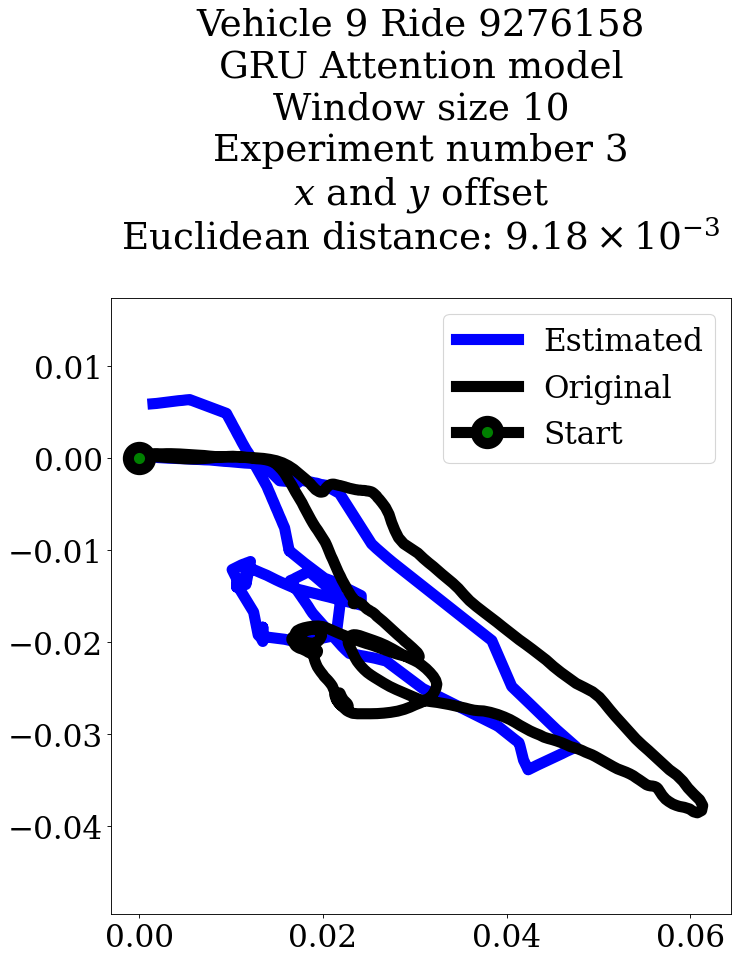 Vehicle 9 Ride 9276158
GRU Attention model
Window size 10
Experiment number 3
x and y offset
Euclidean distance: 9.18 × 10⁻³
Estimated
Original
Start
0.01
0.00
−0.01
−0.02
−0.03
−0.04
0.00 0.02 0.04 0.06